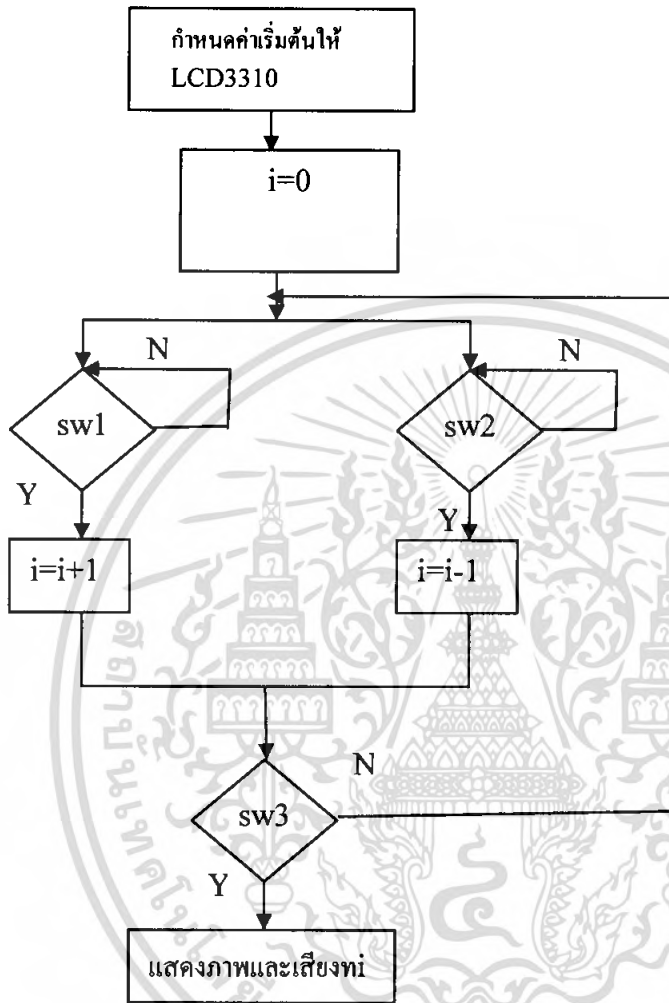 กำหนดค่าเริ่มต้นให้
LCD3310
i=0
N
N
sw1
sw2
Y
Y
i=i+1
i=i-1
N
sw3
Y
แสดงภาพและเสียงทi